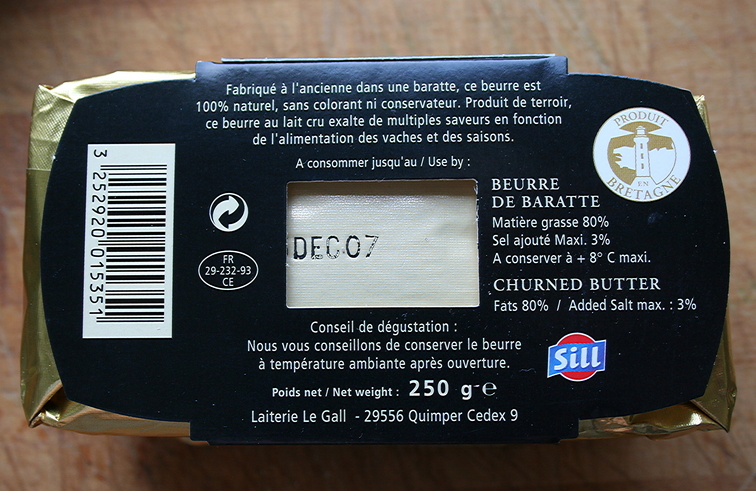 Fabriqué à l'ancienne dans une baratte, ce beurre est
100% naturel, sans colorant ni conservateur. Produit de terroir,
ce beurre au lait cru exalte de multiples saveurs en fonction
de l'alimentation des vaches et des saisons.
A consommer jusqu'au / Use by :
DEC07
3 252920 015351
FR
29-232-93
CE
PRODUIT
EN
BRETAGNE
BEURRE
DE BARATTE
Matière grasse 80%
Sel ajouté Maxi. 3%
A conserver à + 8° C maxi.
CHURNED BUTTER
Fats 80% / Added Salt max. : 3%
Conseil de dégustation :
Nous vous conseillons de conserver le beurre
à température ambiante après ouverture.
Sill
Poids net / Net weight : 250 g e
Laiterie Le Gall - 29556 Quimper Cedex 9